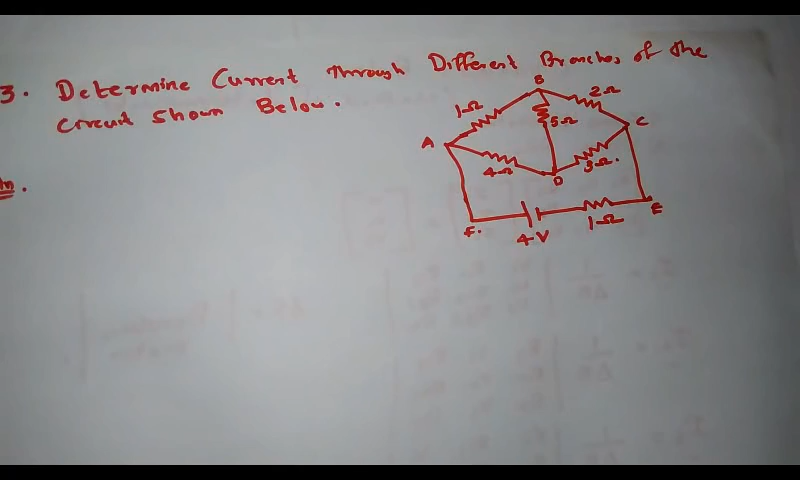 3. Determine Current through Different Branches of the
Circuit Shown Below.
B
2Ω
1Ω
5Ω
C
A
4Ω
3Ω.
D
E
F.
4V
1Ω